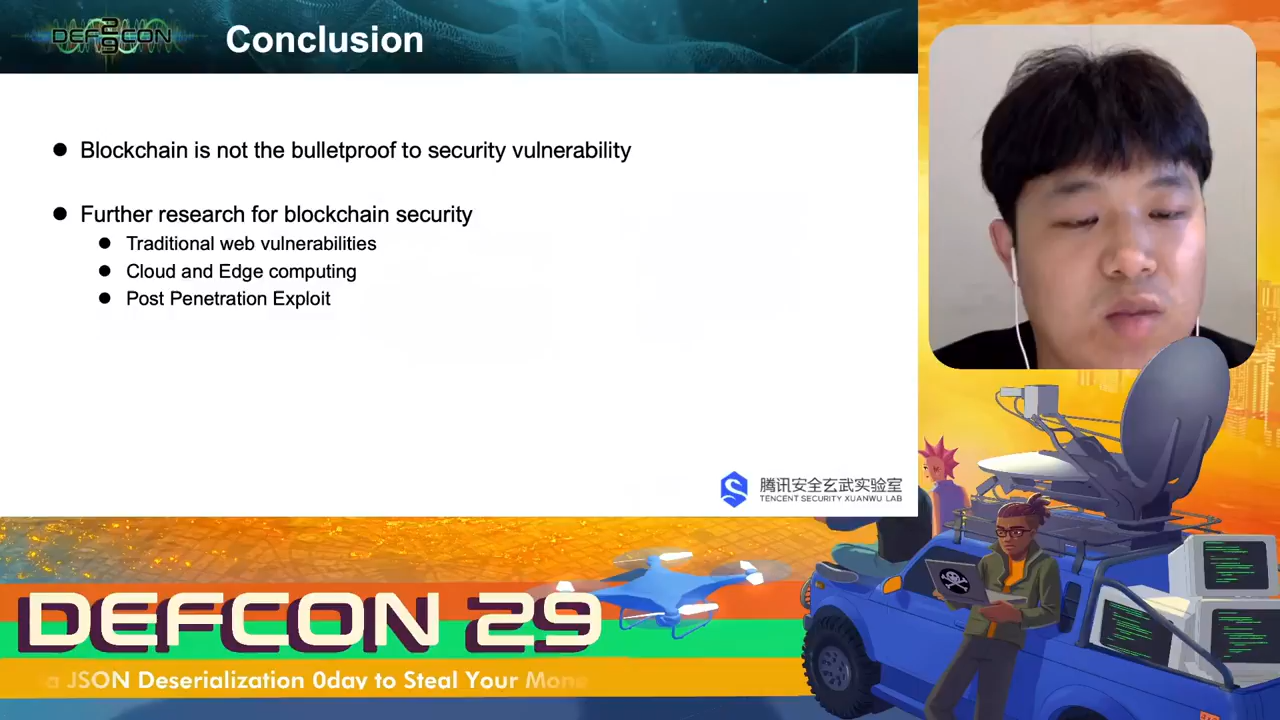 DEFCON
29
Conclusion
Blockchain is not the bulletproof to security vulnerability
Further research for blockchain security
Traditional web vulnerabilities
Cloud and Edge computing
Post Penetration Exploit
腾讯安全玄武实验室
TENCENT SECURITY XUANWU LAB
DEFCON 29
a JSON Deserialization 0day to Steal Your Mone